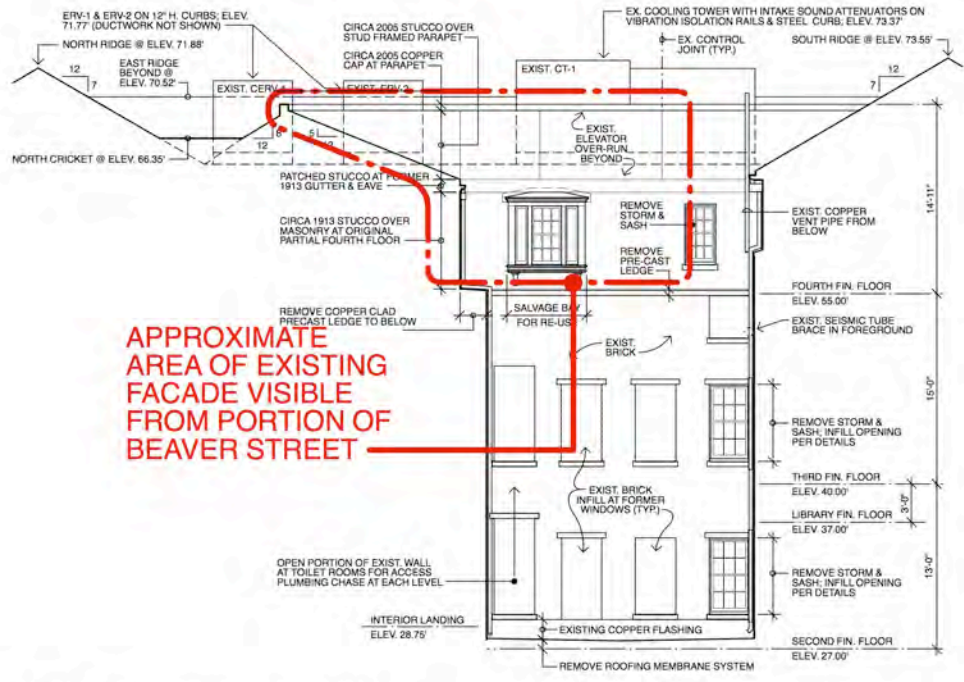 ERV-1 & ERV-2 ON 12" H. CURBS; ELEV.
71.77' (DUCTWORK NOT SHOWN)
NORTH RIDGE @ ELEV. 71.88'
12
7
EAST RIDGE
BEYOND @
ELEV. 70.52'
NORTH CRICKET @ ELEV. 66.35'
CIRCA 2005 STUCCO OVER
STUD FRAMED PARAPET
CIRCA 2005 COPPER
CAP AT PARAPET
EX. COOLING TOWER WITH INTAKE SOUND ATTENUATORS ON
VIBRATION ISOLATION RAILS & STEEL CURB; ELEV. 73.37'
EX. CONTROL
JOINT (TYP.)
SOUTH RIDGE @ ELEV. 73.55'
12
7
EXIST. CT-1
EXIST.
EXIST.
8
12
5
EXIST.
ELEVATOR
OVER-RUN
BEYOND
PATCHED STUCCO AT FORMER
1913 GUTTER & EAVE
CIRCA 1913 STUCCO OVER
MASONRY AT ORIGINAL
PARTIAL FOURTH FLOOR
REMOVE
STORM &
SASH
REMOVE
PRE-CAST
LEDGE
EXIST. COPPER
VENT PIPE FROM
BELOW
14'-11"
FOURTH FIN. FLOOR
ELEV. 55.00'
REMOVE COPPER CLAD
PRECAST LEDGE TO BELOW
SALVAGE BAY
FOR RE-USE
EXIST. SEISMIC TUBE
BRACE IN FOREGROUND
EXIST.
BRICK
APPROXIMATE
AREA OF EXISTING
FACADE VISIBLE
FROM PORTION OF
BEAVER STREET
15'-0"
REMOVE STORM &
SASH; INFILL OPENING
PER DETAILS
THIRD FIN. FLOOR
ELEV. 40.00'
3'-0"
LIBRARY FIN. FLOOR
ELEV. 37.00'
EXIST. BRICK
INFILL AT FORMER
WINDOWS (TYP.)
13'-0"
OPEN PORTION OF EXIST. WALL
AT TOILET ROOMS FOR ACCESS
PLUMBING CHASE AT EACH LEVEL
REMOVE STORM &
SASH; INFILL OPENING
PER DETAILS
INTERIOR LANDING
ELEV. 28.75'
EXISTING COPPER FLASHING
SECOND FIN. FLOOR
ELEV. 27.00'
REMOVE ROOFING MEMBRANE SYSTEM